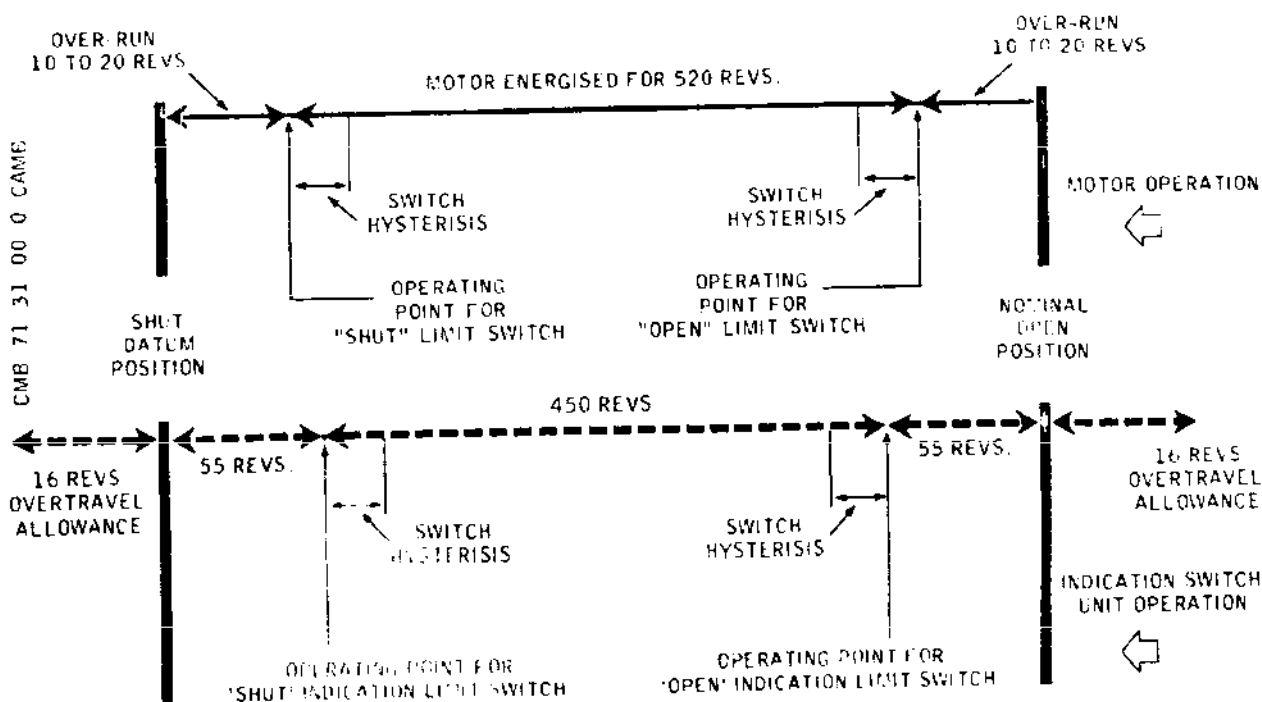 OVER-RUN
10 TO 20 REVS
MOTOR ENERGISED FOR 520 REVS.
OVER-RUN
10 TO 20 REVS
SWITCH
HYSTERISIS
SWITCH
HYSTERISIS
MOTOR OPERATION
OPERATING
POINT FOR
"SHUT" LIMIT SWITCH
OPERATING
POINT FOR
"OPEN" LIMIT SWITCH
SHUT
DATUM
POSITION
NOMINAL
OPEN
POSITION
CMB 71 31 00 0 CAMB
450 REVS
55 REVS.
55 REVS.
16 REVS
OVERTRAVEL
ALLOWANCE
16 REVS
OVERTRAVEL
ALLOWANCE
SWITCH
HYSTERISIS
SWITCH
HYSTERISIS
INDICATION SWITCH
UNIT OPERATION
OPERATING POINT FOR
"SHUT" INDICATION LIMIT SWITCH
OPERATING POINT FOR
"OPEN" INDICATION LIMIT SWITCH